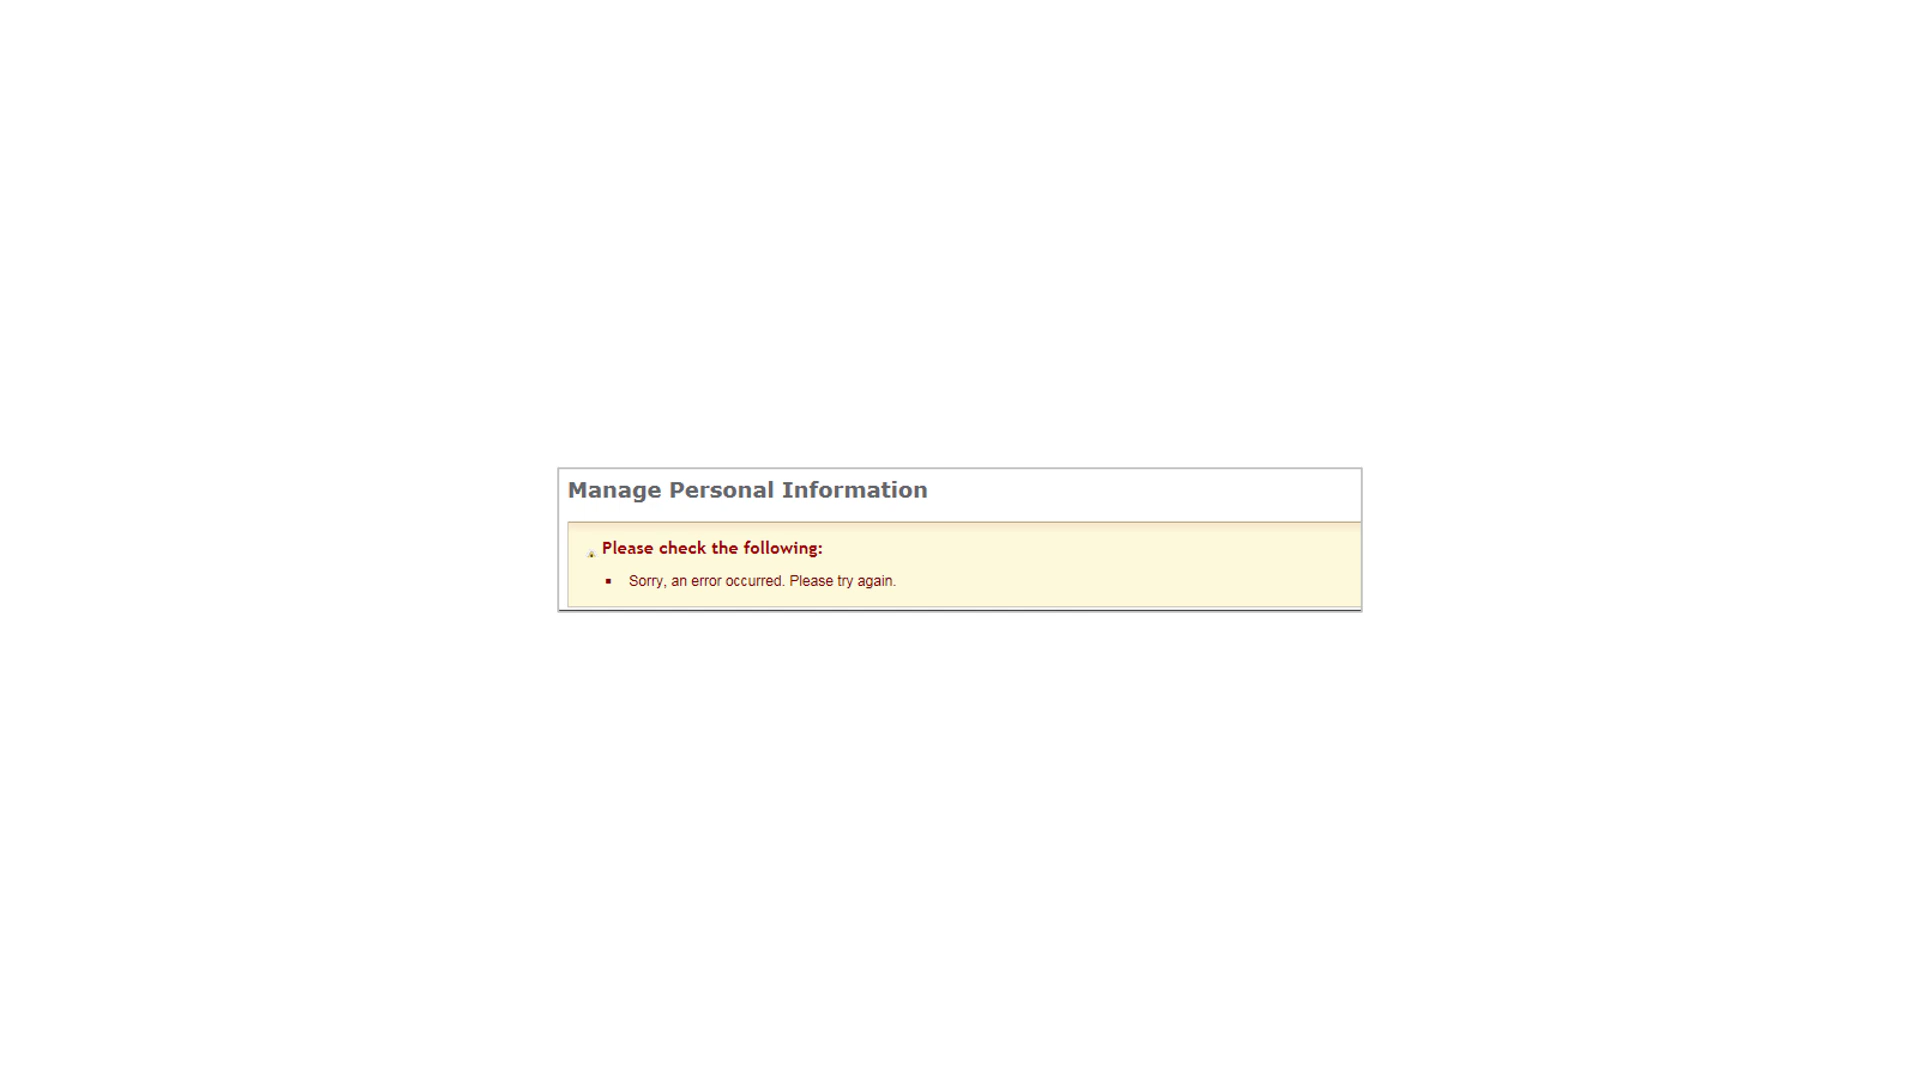 Manage Personal Information
Please check the following:
Sorry, an error occurred. Please try again.